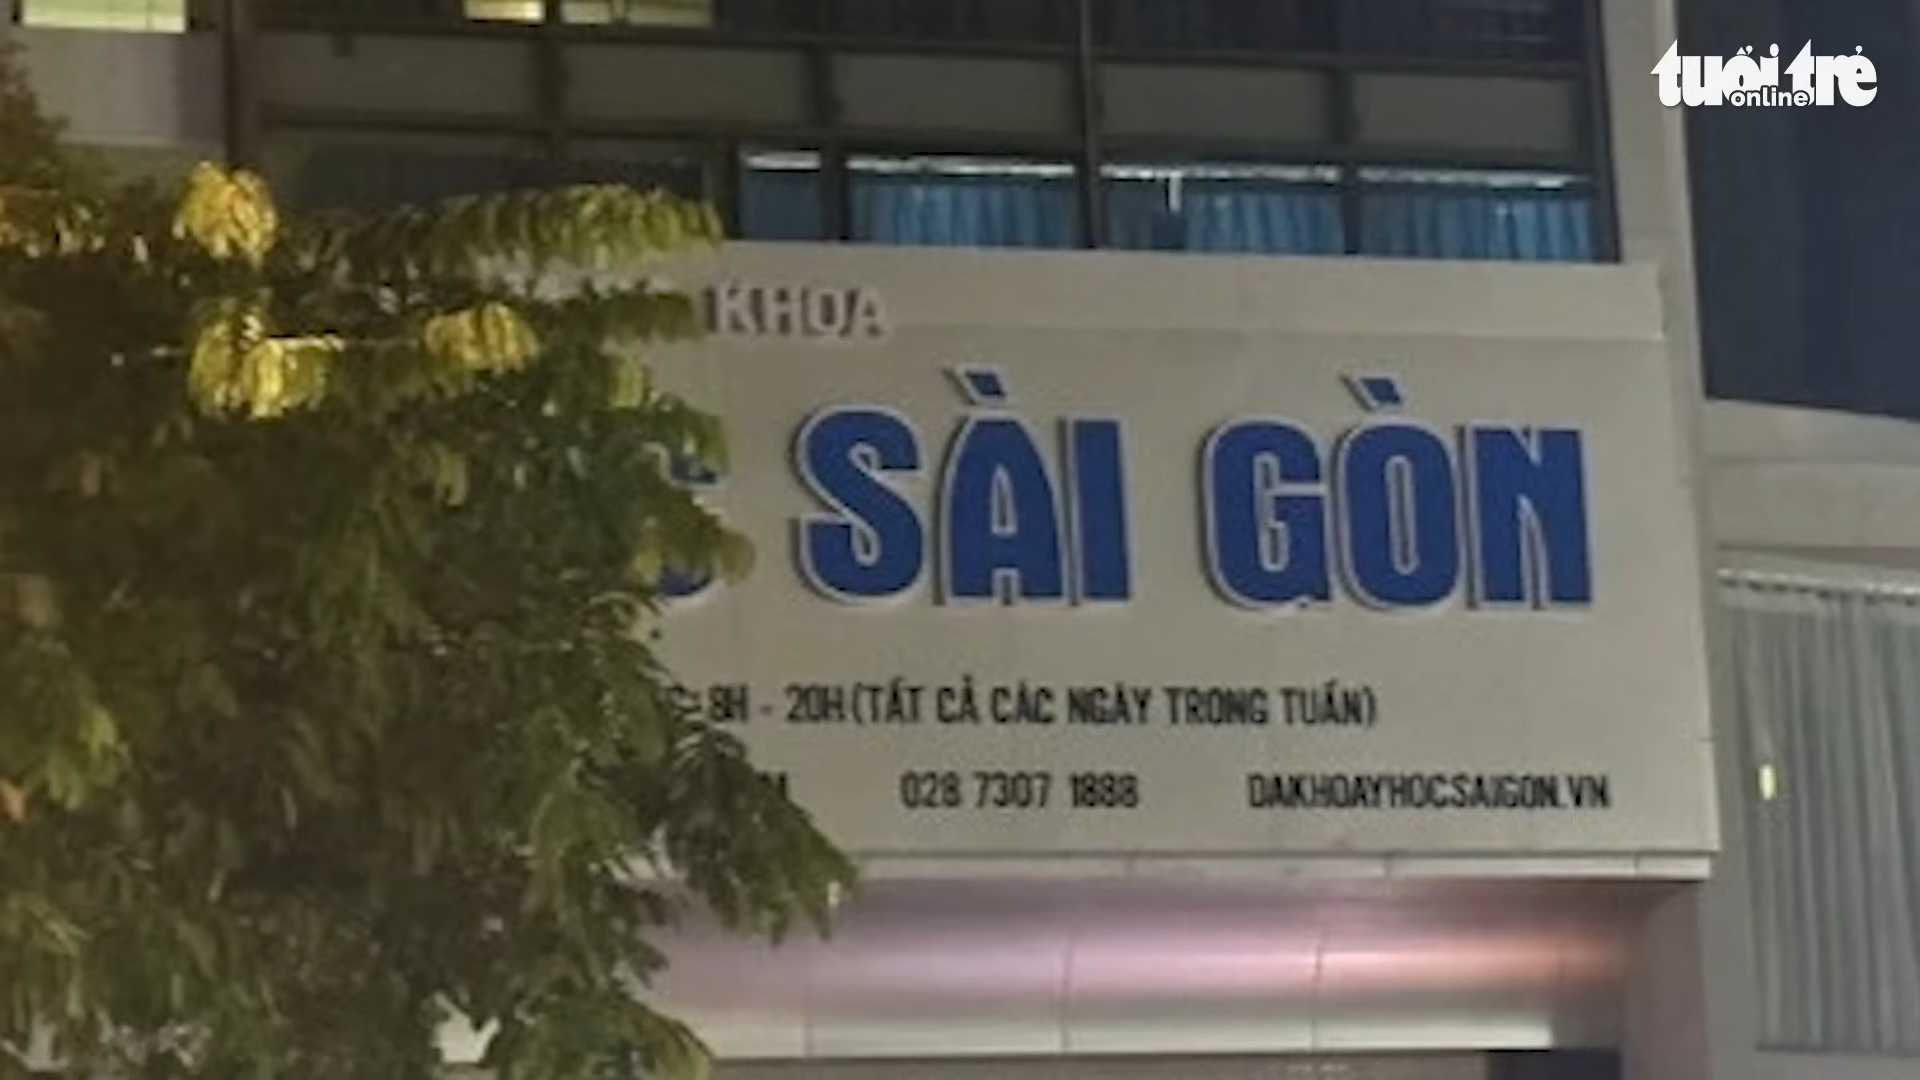 tuổi trẻ
online
KHOA
SÀI GÒN
8H - 20H (TẤT CẢ CÁC NGÀY TRONG TUẦN)
028 7307 1888 DAKHOAYHOCSAIGON.VN